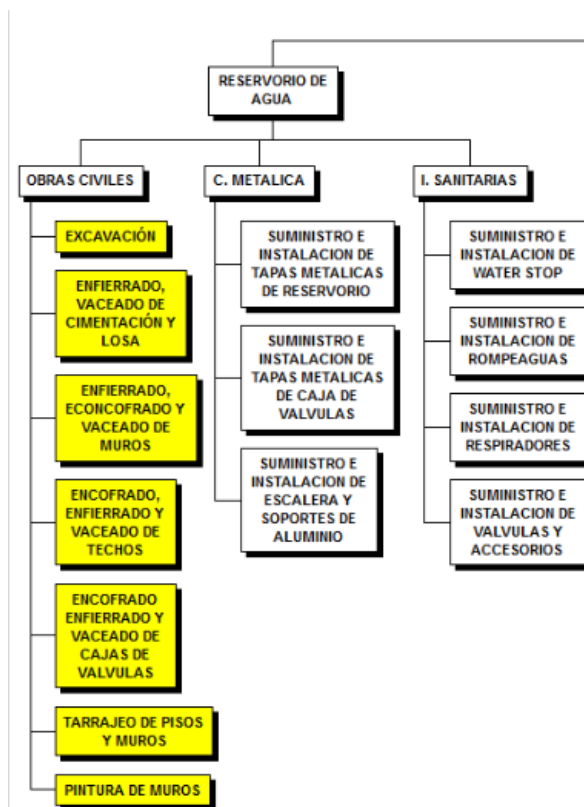 RESERVORIO DE
AGUA
OBRAS CIVILES
EXCAVACIÓN
ENFIERRADO,
VACEADO DE
CIMENTACIÓN Y
LOSA
ENFIERRADO,
ECONCOFRADO Y
VACEADO DE
MUROS
ENCOFRADO,
ENFIERRADO Y
VACEADO DE
TECHOS
ENCOFRADO
ENFIERRADO Y
VACEADO DE
CAJAS DE
VALVULAS
TARRAJEO DE PISOS
Y MUROS
PINTURA DE MUROS
C. METALICA
SUMINISTRO E
INSTALACION DE
TAPAS METALICAS
DE RESERVORIO
SUMINISTRO E
INSTALACION DE
TAPAS METALICAS
DE CAJA DE
VALVULAS
SUMINISTRO E
INSTALACION DE
ESCALERA Y
SOPORTES DE
ALUMINIO
I. SANITARIAS
SUMINISTRO E
INSTALACION DE
WATER STOP
SUMINISTRO E
INSTALACION DE
ROMPEAGUAS
SUMINISTRO E
INSTALACION DE
RESPIRADORES
SUMINISTRO E
INSTALACION DE
VALVULAS Y
ACCESORIOS